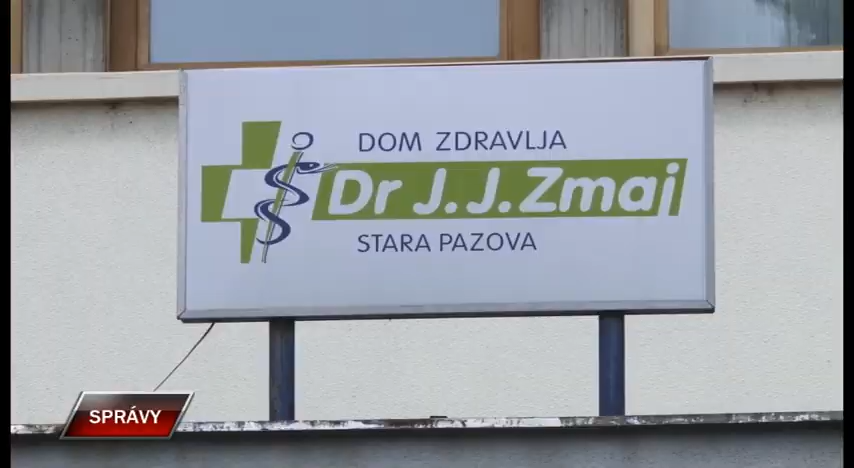 DOM ZDRAVLJA
Dr J. J. Zmaj
STARA PAZOVA
SPRÁVY